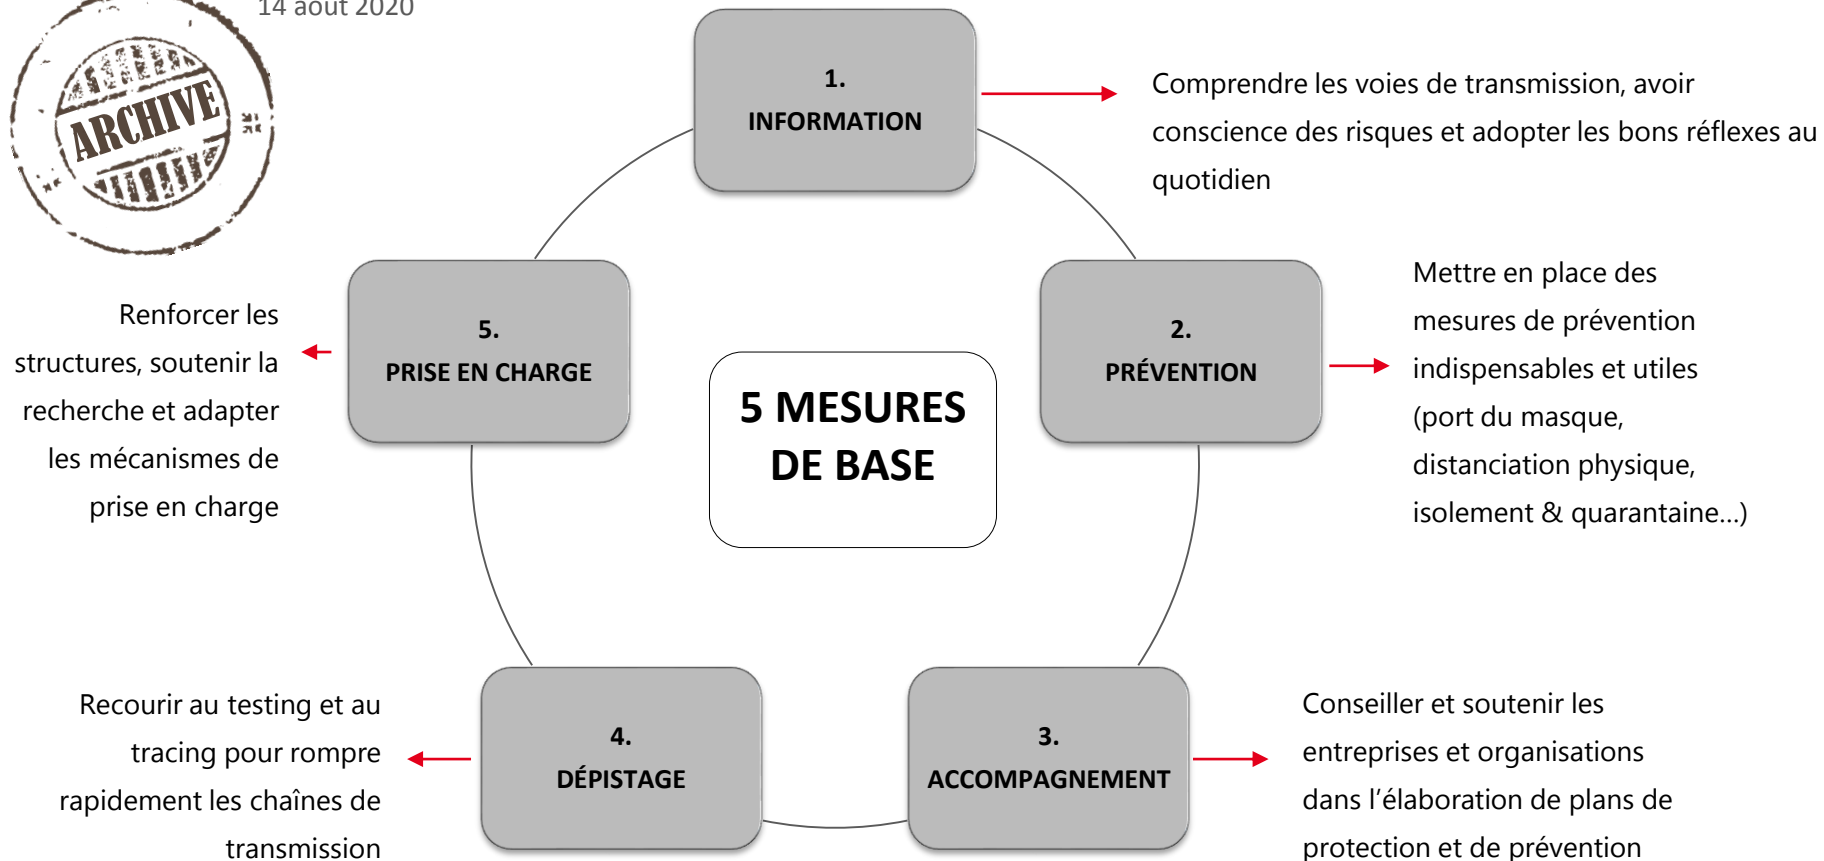 14 août 2020
ARCHIVE
1.
INFORMATION
Comprendre les voies de transmission, avoir
conscience des risques et adopter les bons réflexes au
quotidien
2.
PRÉVENTION
Mettre en place des
mesures de prévention
indispensables et utiles
(port du masque,
distanciation physique,
isolement & quarantaine...)
5 MESURES
DE BASE
5.
PRISE EN CHARGE
Renforcer les
structures, soutenir la
recherche et adapter
les mécanismes de
prise en charge
3.
ACCOMPAGNEMENT
Conseiller et soutenir les
entreprises et organisations
dans l’élaboration de plans de
protection et de prévention
4.
DÉPISTAGE
Recourir au testing et au
tracing pour rompre
rapidement les chaînes de
transmission